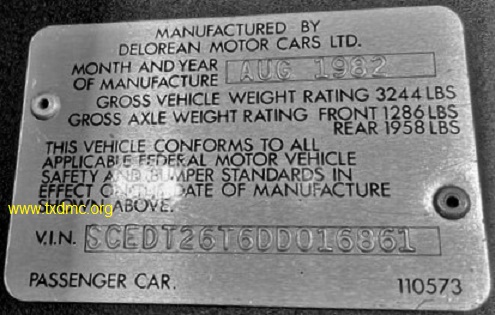 MANUFACTURED BY
DELOREAN MOTOR CARS LTD.
MONTH AND YEAR
OF MANUFACTURE AUG 1982
GROSS VEHICLE WEIGHT RATING 3244 LBS
GROSS AXLE WEIGHT RATING FRONT 1286 LBS
REAR 1958 LBS
THIS VEHICLE CONFORMS TO ALL
APPLICABLE FEDERAL MOTOR VEHICLE
SAFETY AND BUMPER STANDARDS IN
EFFECT ON THE DATE OF MANUFACTURE
SHOWN ABOVE.
www.txdmc.org
V.I.N. SCEDT26T6DD016861
PASSENGER CAR. 110573